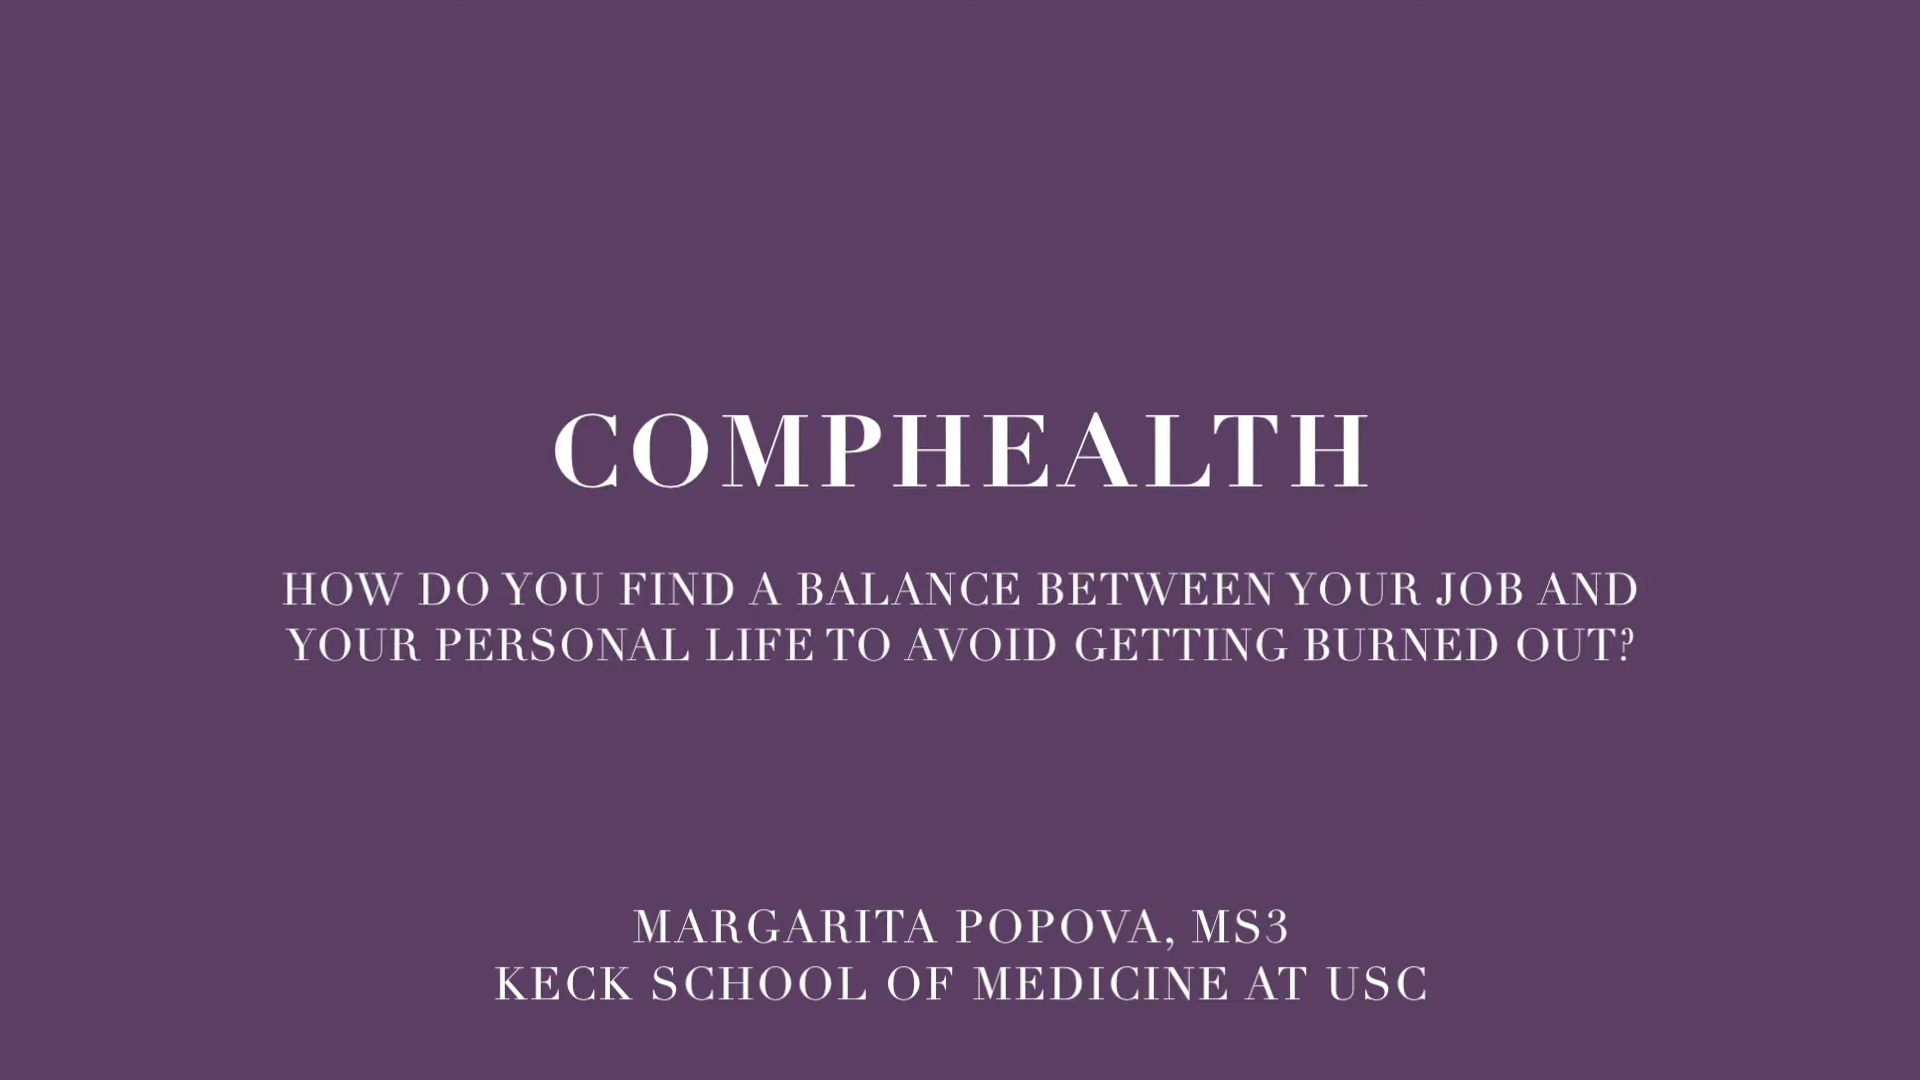 COMPHEALTH
HOW DO YOU FIND A BALANCE BETWEEN YOUR JOB AND
YOUR PERSONAL LIFE TO AVOID GETTING BURNED OUT?
MARGARITA POPOVA, MS3
KECK SCHOOL OF MEDICINE AT USC